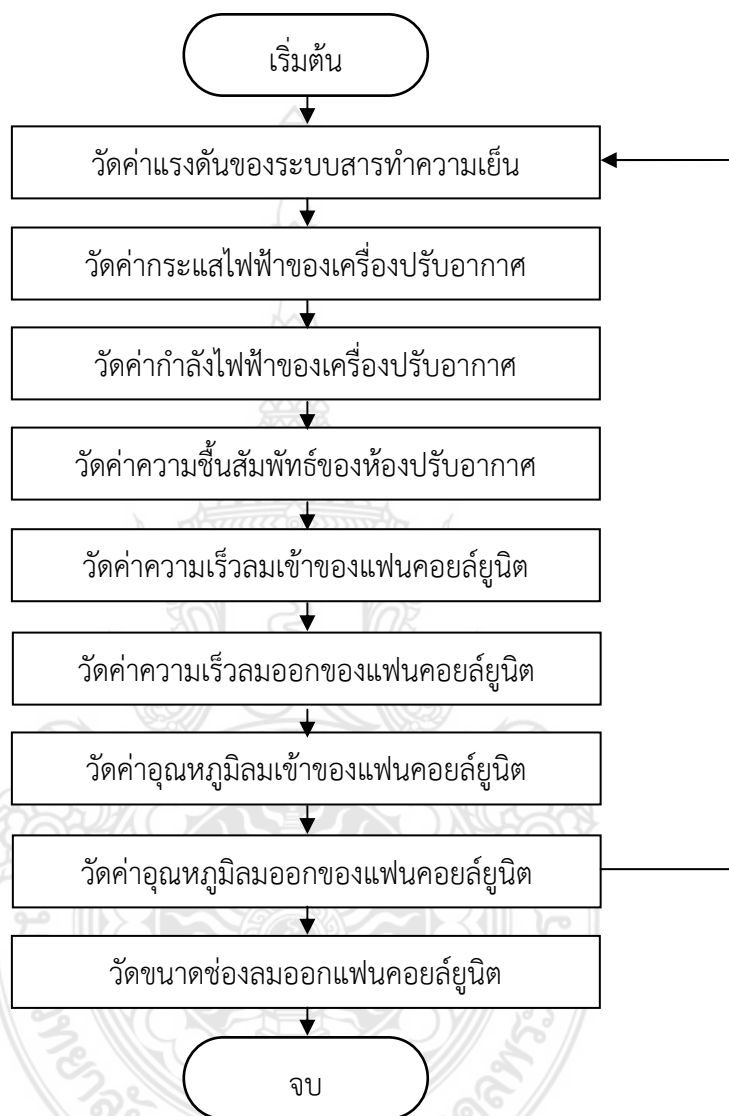 เริ่มต้น
วัดค่าแรงดันของระบบสารทำความเย็น
วัดค่ากระแสไฟฟ้าของเครื่องปรับอากาศ
วัดค่ากำลังไฟฟ้าของเครื่องปรับอากาศ
วัดค่าความชื้นสัมพัทธ์ของห้องปรับอากาศ
วัดค่าความเร็วลมเข้าของแฟนคอยล์ยูนิต
วัดค่าความเร็วลมออกของแฟนคอยล์ยูนิต
วัดค่าอุณหภูมิลมเข้าของแฟนคอยล์ยูนิต
วัดค่าอุณหภูมิลมออกของแฟนคอยล์ยูนิต
วัดขนาดช่องลมออกแฟนคอยล์ยูนิต
จบ